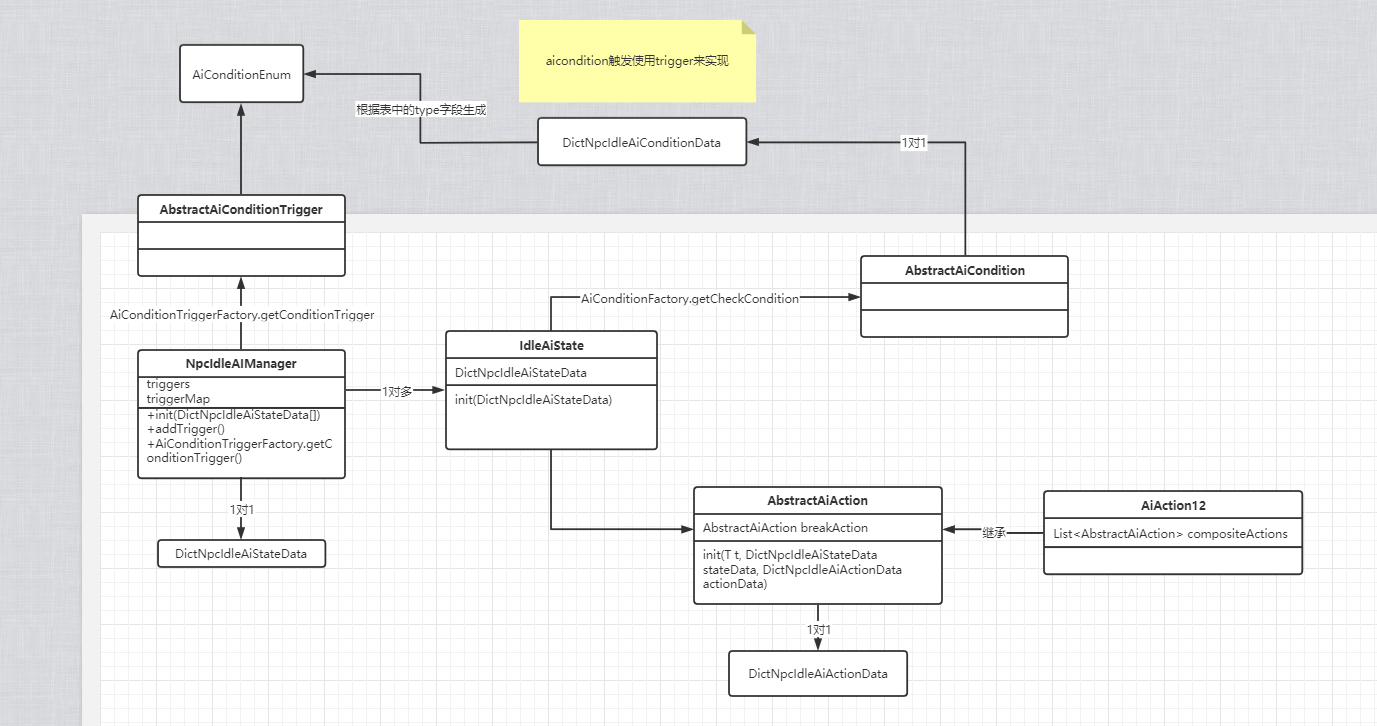 aicondition触发使用trigger来实现
AiConditionEnum
根据表中的type字段生成
DictNpcIdleAiConditionData
1对1
AbstractAiConditionTrigger
AbstractAiCondition
AiConditionFactory.getCheckCondition
AiConditionTriggerFactory.getConditionTrigger
IdleAiState
DictNpcIdleAiStateData
init(DictNpcIdleAiStateData)
NpcIdleAIManager
triggers
triggerMap
+init(DictNpcIdleAiStateData[])
+addTrigger()
+AiConditionTriggerFactory.getC
onditionTrigger()
1对多
1对1
DictNpcIdleAiStateData
AbstractAiAction
AbstractAiAction breakAction
init(T t, DictNpcIdleAiStateData
stateData, DictNpcIdleAiActionData
actionData)
继承
AiAction12
List<AbstractAiAction> compositeActions
1对1
DictNpcIdleAiActionData